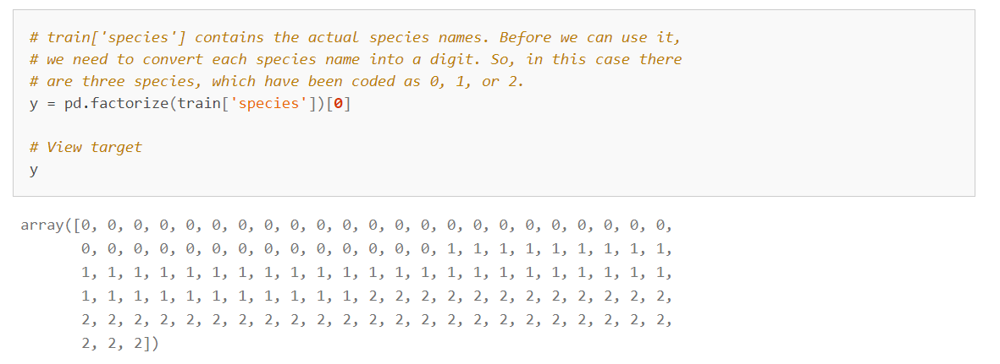 # train['species'] contains the actual species names. Before we can use it,
# we need to convert each species name into a digit. So, in this case there
# are three species, which have been coded as 0, 1, or 2.
y = pd.factorize(train['species'])[0]
# View target
y
array([0, 0, 0, 0, 0, 0, 0, 0, 0, 0, 0, 0, 0, 0, 0, 0, 0, 0, 0, 0, 0, 0, 0,
0, 0, 0, 0, 0, 0, 0, 0, 0, 0, 0, 0, 0, 0, 1, 1, 1, 1, 1, 1, 1, 1, 1,
1, 1, 1, 1, 1, 1, 1, 1, 1, 1, 1, 1, 1, 1, 1, 1, 1, 1, 1, 1, 1, 1, 1,
1, 1, 1, 1, 1, 1, 1, 1, 1, 1, 1, 2, 2, 2, 2, 2, 2, 2, 2, 2, 2, 2, 2,
2, 2, 2, 2, 2, 2, 2, 2, 2, 2, 2, 2, 2, 2, 2, 2, 2, 2, 2, 2, 2, 2, 2,
2, 2, 2])